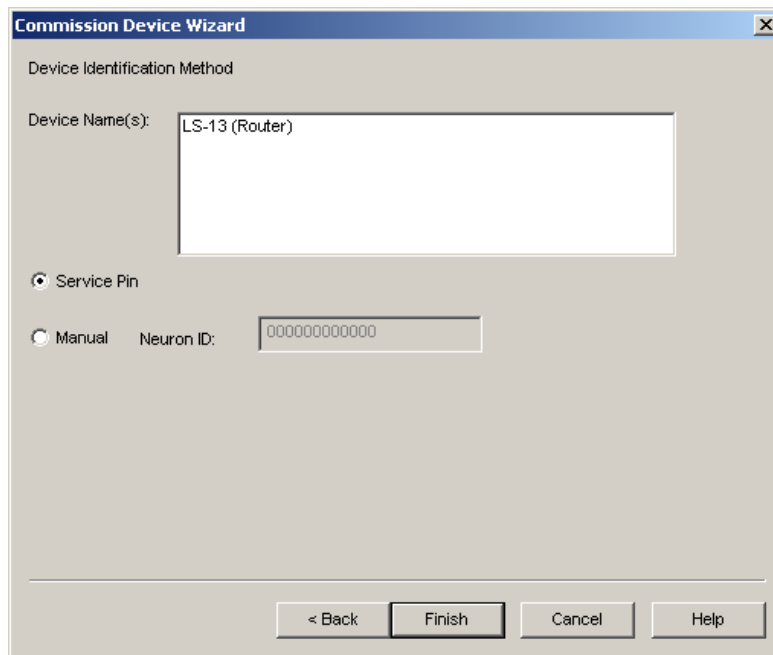 Commission Device Wizard
Device Identification Method
Device Name(s):
LS-13 (Router)
Service Pin
Manual Neuron ID: 000000000000
< Back Finish Cancel Help